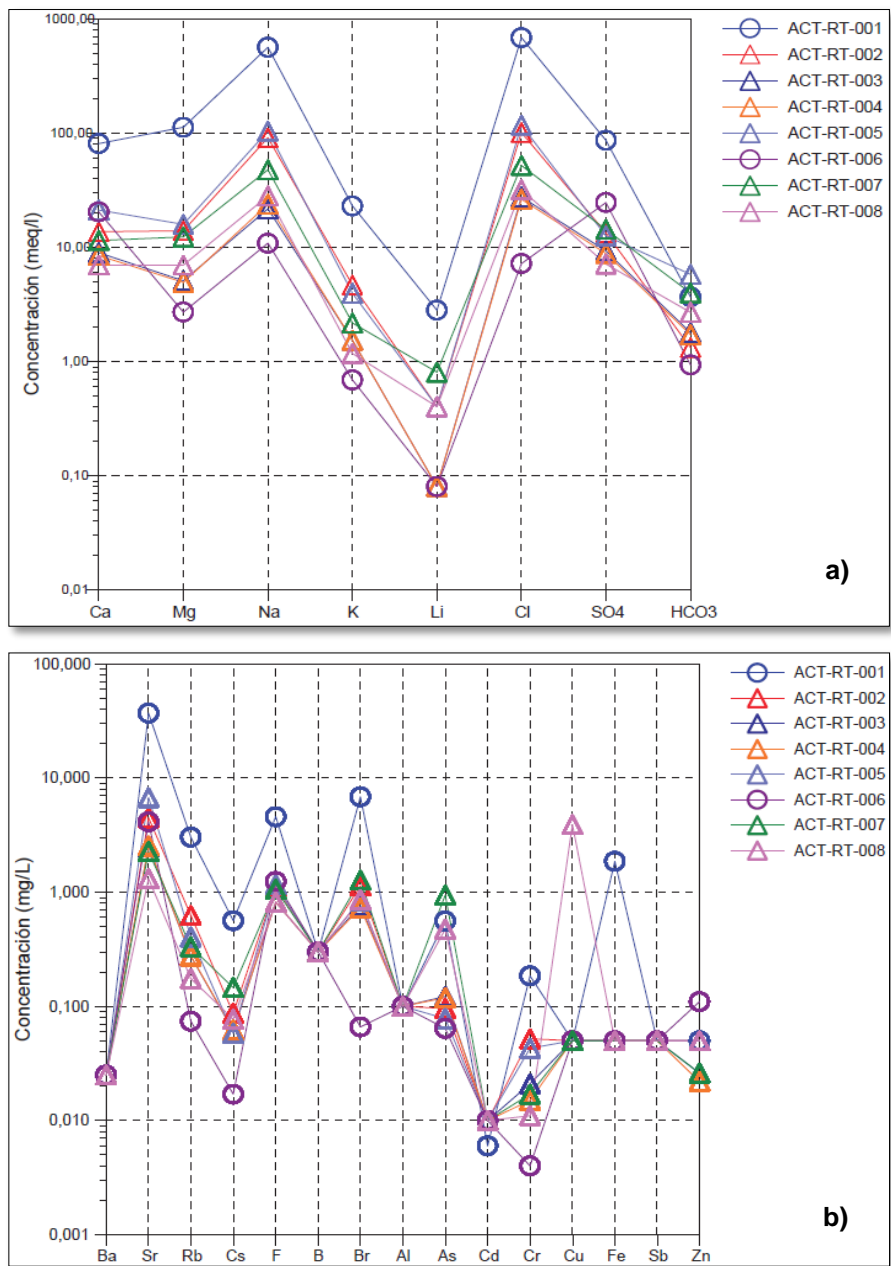 1000,00
100,00
10,00
1,00
0,10
0,01
Concentración (meq/l)
Ca Mg Na K Li Cl SO4 HCO3
ACT-RT-001
ACT-RT-002
ACT-RT-003
ACT-RT-004
ACT-RT-005
ACT-RT-006
ACT-RT-007
ACT-RT-008
a)
100,000
10,000
1,000
0,100
0,010
0,001
Concentración (mg/L)
Ba Sr Rb Cs F B Br Al As Cd Cr Cu Fe Sb Zn
ACT-RT-001
ACT-RT-002
ACT-RT-003
ACT-RT-004
ACT-RT-005
ACT-RT-006
ACT-RT-007
ACT-RT-008
b)